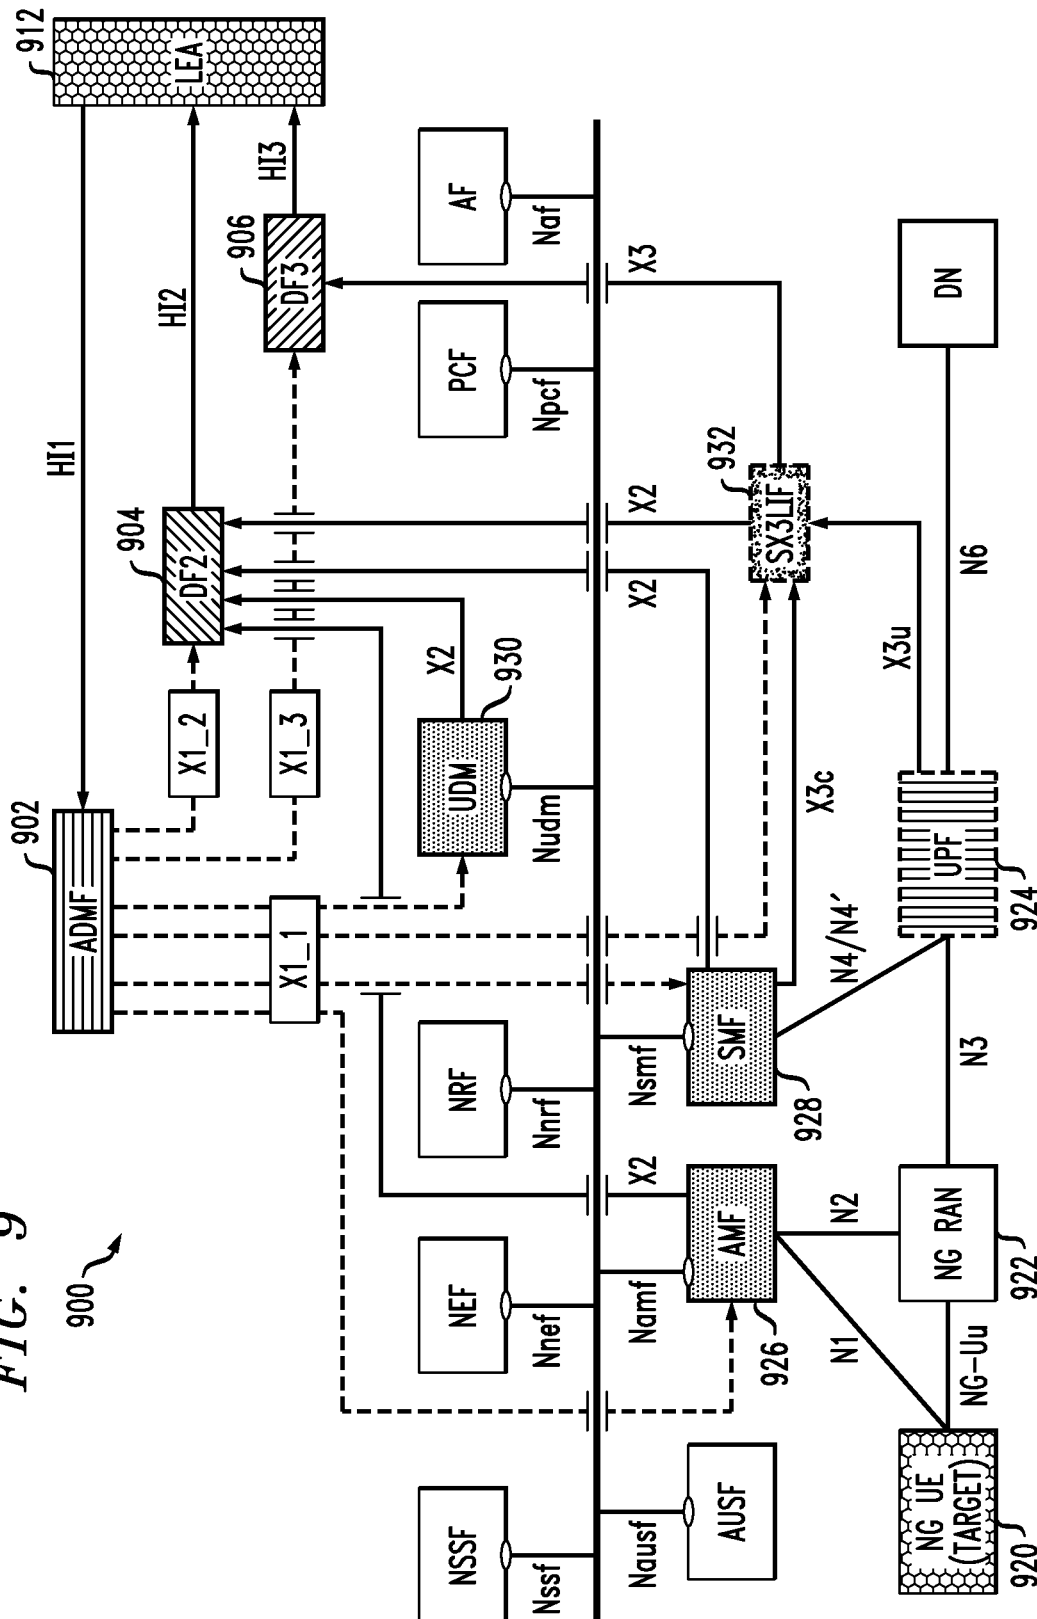 FIG. 9
900
912
LEA
HI1
HI2
HI3
902
ADMF
904
DF2
906
DF3
X1_2
X1_3
X1_1
X2
930
UDM
NSSF
NEF
NRF
PCF
AF
Nssf
Nnef
Nnrf
Nudm
Npcf
Naf
Nausf
Namf
X2
Nsmf
X2
X2
X3
AUSF
926
AMF
928
SMF
932
SX3LIF
N1
N2
N4/N4′
X3c
X3u
920
NG UE
(TARGET)
NG-Uu
922
NG RAN
N3
924
UPF
N6
DN